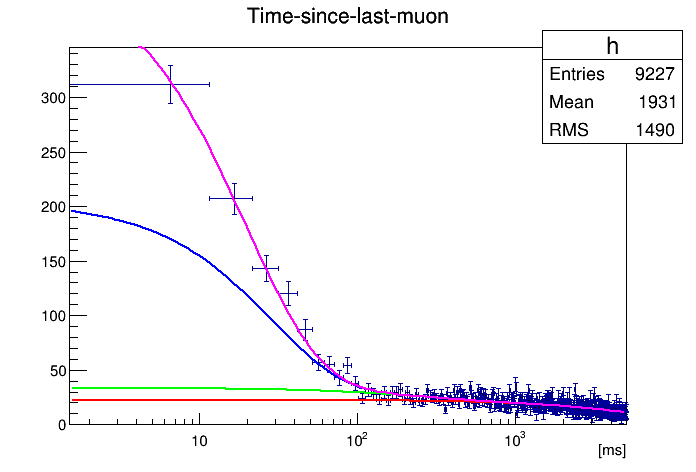 Time-since-last-muon
h
Entries 9227
Mean 1931
RMS 1490
300
250
200
150
100
50
0
10 10² 10³
[ms]